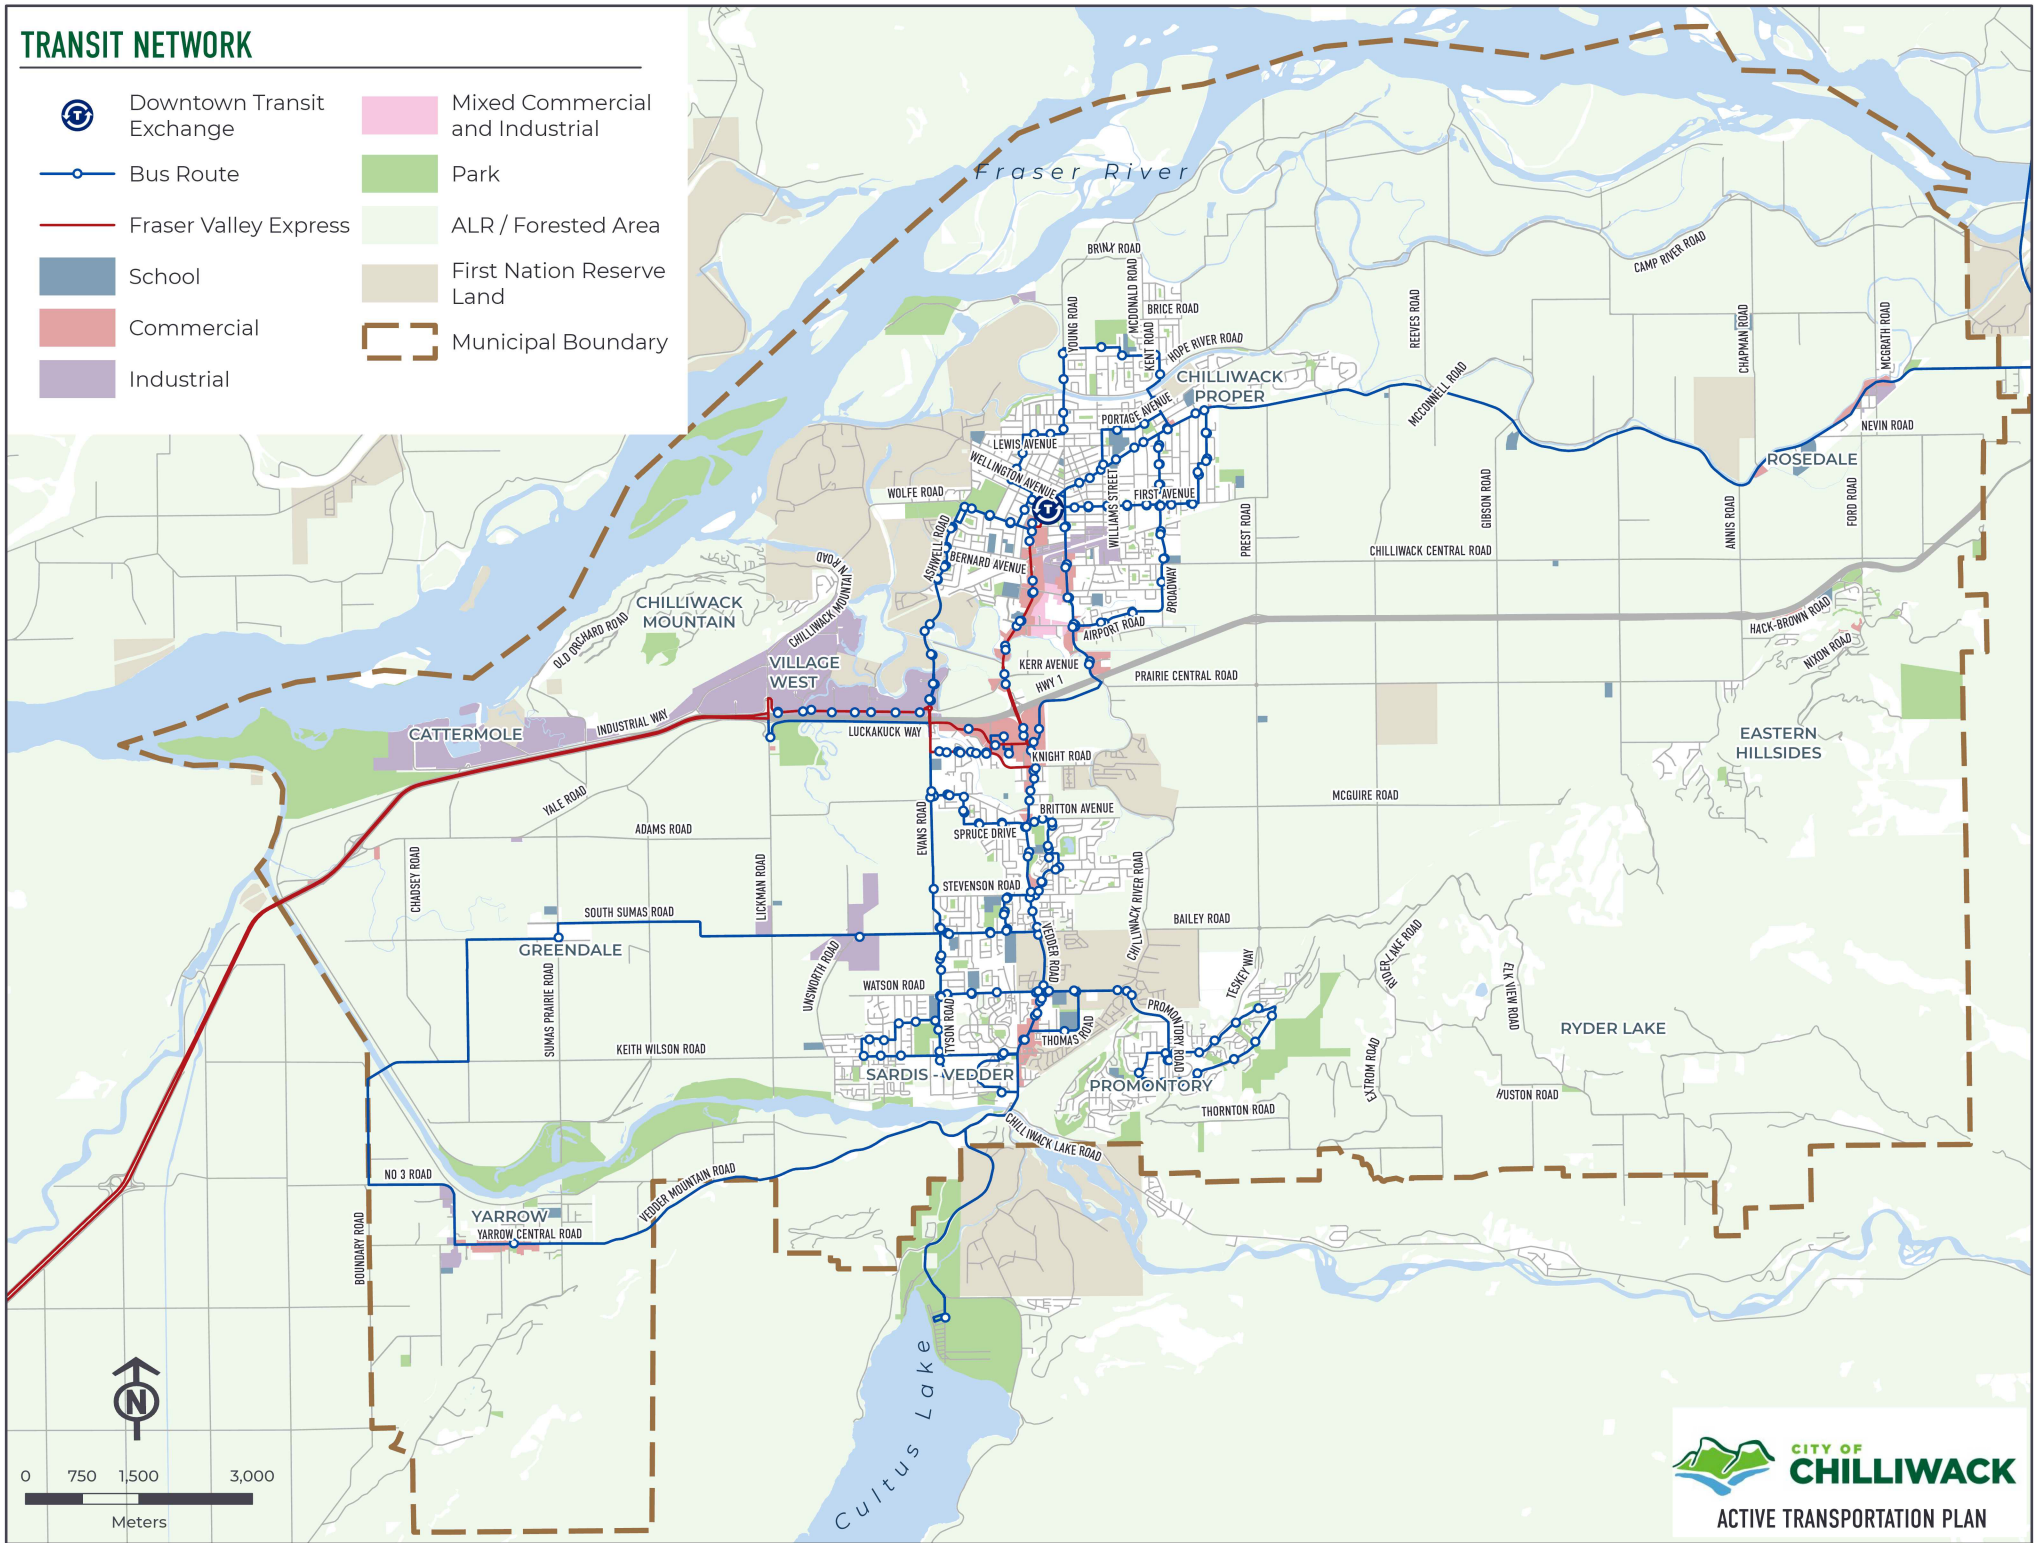 TRANSIT NETWORK
Downtown Transit
Exchange
Bus Route
Fraser Valley Express
School
Commercial
Industrial
Mixed Commercial
and Industrial
Park
ALR / Forested Area
First Nation Reserve
Land
Municipal Boundary
Fraser River
BRINX ROAD
CAMP RIVER ROAD
MCDONALD ROAD
YOUNG ROAD
BRICE ROAD
KENT ROAD
HOPE RIVER ROAD
REEVES ROAD
CHAPMAN ROAD
MCGRATH ROAD
CHILLIWACK
PROPER
MCCONNELL ROAD
PORTAGE AVENUE
NEVIN ROAD
LEWIS AVENUE
ROSEDALE
WELLINGTON AVENUE
WOLFE ROAD
WILLIAMS STREET
FIRST AVENUE
T
GIBSON ROAD
ANNIS ROAD
FORD ROAD
PREST ROAD
ASHWELL ROAD
BERNARD AVENUE
CHILLIWACK CENTRAL ROAD
CHILLIWACK MOUNTAIN ROAD
BROADWAY
CHILLIWACK
MOUNTAIN
OLD ORCHARD ROAD
AIRPORT ROAD
HACK-BROWN ROAD
NIXON ROAD
VILLAGE
WEST
KERR AVENUE
HWY 1
PRAIRIE CENTRAL ROAD
CATTERMOLE
INDUSTRIAL WAY
LUCKAKUCK WAY
KNIGHT ROAD
EASTERN
HILLSIDES
YALE ROAD
MCGUIRE ROAD
BRITTON AVENUE
ADAMS ROAD
EVANS ROAD
SPRUCE DRIVE
CHADSEY ROAD
LICKMAN ROAD
STEVENSON ROAD
CHILLIWACK RIVER ROAD
SOUTH SUMAS ROAD
BAILEY ROAD
GREENDALE
VEDDER ROAD
UNSWORTH ROAD
SUMAS PRAIRIE ROAD
WATSON ROAD
TESKEY WAY
RYDER LAKE ROAD
ELK VIEW ROAD
TYSON ROAD
PROMONTORY ROAD
RYDER LAKE
KEITH WILSON ROAD
THOMAS ROAD
EXTROM ROAD
SARDIS - VEDDER
PROMONTORY
HUSTON ROAD
THORNTON ROAD
CHILLIWACK LAKE ROAD
NO 3 ROAD
VEDDER MOUNTAIN ROAD
YARROW
YARROW CENTRAL ROAD
BOUNDARY ROAD
Cultus Lake
N
0 750 1,500 3,000
Meters
CITY OF
CHILLIWACK
ACTIVE TRANSPORTATION PLAN